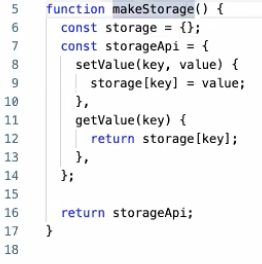 5 function makeStorage() {
6 const storage = {};
7 const storageApi = {
8 setValue(key, value) {
9 storage[key] = value;
10 },
11 getValue(key) {
12 return storage[key];
13 },
14 };
15
16 return storageApi;
17 }
18